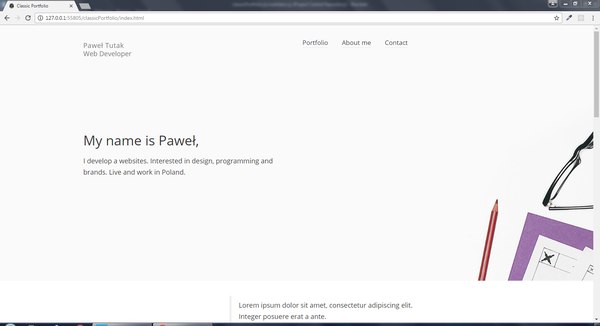 Classic Portfolio
127.0.0.1:55805/classicPortfolio/index.html
Paweł Tutak
Web Developer
Portfolio
About me
Contact
My name is Paweł,
I develop a websites. Interested in design, programming and
brands. Live and work in Poland.
Lorem ipsum dolor sit amet, consectetur adipiscing elit.
Integer posuere erat a ante.